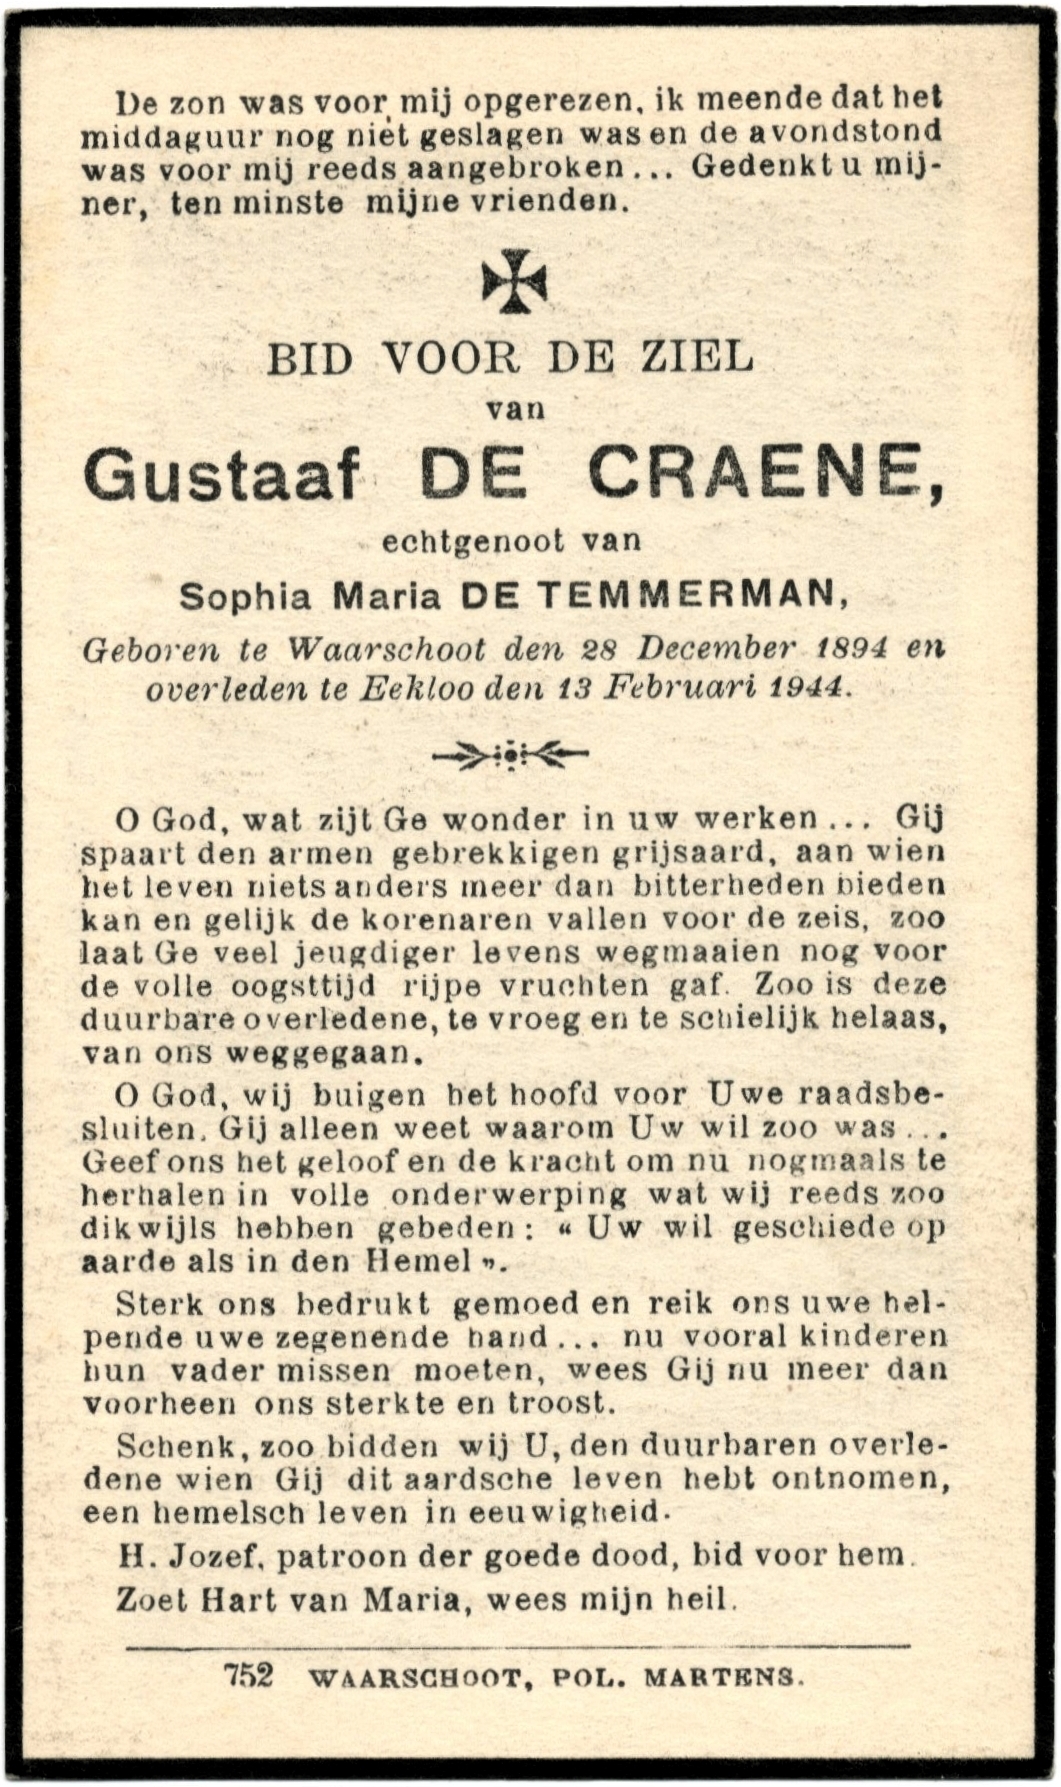 De zon was voor mij opgerezen, ik meende dat het
middaguur nog niet geslagen was en de avondstond
was voor mij reeds aangebroken... Gedenkt u mij-
ner, ten minste mijne vrienden.
BID VOOR DE ZIEL
van
Gustaaf DE CRAENE,
echtgenoot van
Sophia Maria DE TEMMERMAN,
Geboren te Waarschoot den 28 December 1894 en
overleden te Eekloo den 13 Februari 1944.
O God, wat zijt Ge wonder in uw werken... Gij
spaart den armen gebrekkigen grijsaard, aan wien
het leven niets anders meer dan bitterheden bieden
kan en gelijk de korenaren vallen voor de zeis, zoo
laat Ge veel jeugdiger levens wegmaaien nog voor
de volle oogsttijd rijpe vruchten gaf. Zoo is deze
duurbare overledene, te vroeg en te schielijk helaas,
van ons weggegaan.
O God, wij buigen het hoofd voor Uwe raadsbe-
sluiten. Gij alleen weet waarom Uw wil zoo was...
Geef ons het geloof en de kracht om nu nogmaals te
herhalen in volle onderwerping wat wij reeds zoo
dikwijls hebben gebeden: “ Uw wil geschiede op
aarde als in den Hemel ”.
Sterk ons bedrukt gemoed en reik ons uwe hel-
pende uwe zegenende hand... nu vooral kinderen
hun vader missen moeten, wees Gij nu meer dan
voorheen ons sterkte en troost.
Schenk, zoo bidden wij U, den duurbaren overle-
dene wien Gij dit aardsche leven hebt ontnomen,
een hemelsch leven in eeuwigheid.
H. Jozef, patroon der goede dood, bid voor hem.
Zoet Hart van Maria, wees mijn heil.
752 WAARSCHOOT, POL. MARTENS.